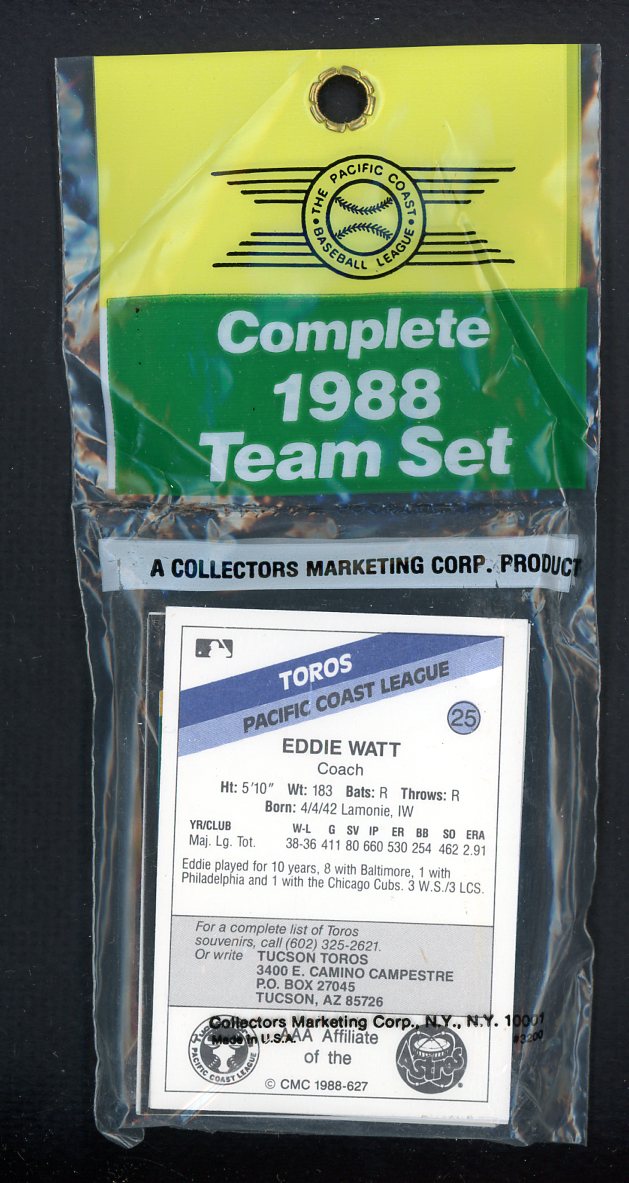 THE PACIFIC COAST
BASEBALL LEAGUE
Complete
1988
Team Set
A COLLECTORS MARKETING CORP. PRODUCT
TOROS
PACIFIC COAST LEAGUE
25
EDDIE WATT
Coach
Ht: 5'10" Wt: 183 Bats: R Throws: R
Born: 4/4/42 Lamonie, IW
YR/CLUB W-L G SV IP ER BB SO ERA
Maj. Lg. Tot. 38-36 411 80 660 530 254 462 2.91
Eddie played for 10 years, 8 with Baltimore, 1 with
Philadelphia and 1 with the Chicago Cubs. 3 W.S./3 LCS.
For a complete list of Toros
souvenirs, call (602) 325-2621.
Or write TUCSON TOROS
3400 E. CAMINO CAMPESTRE
P.O. BOX 27045
TUCSON, AZ 85726
Collectors Marketing Corp., N.Y., N.Y. 10001
Made in U.S.A. #3200
AAA Affiliate
of the
PACIFIC COAST LEAGUE
Astros
© CMC 1988-627